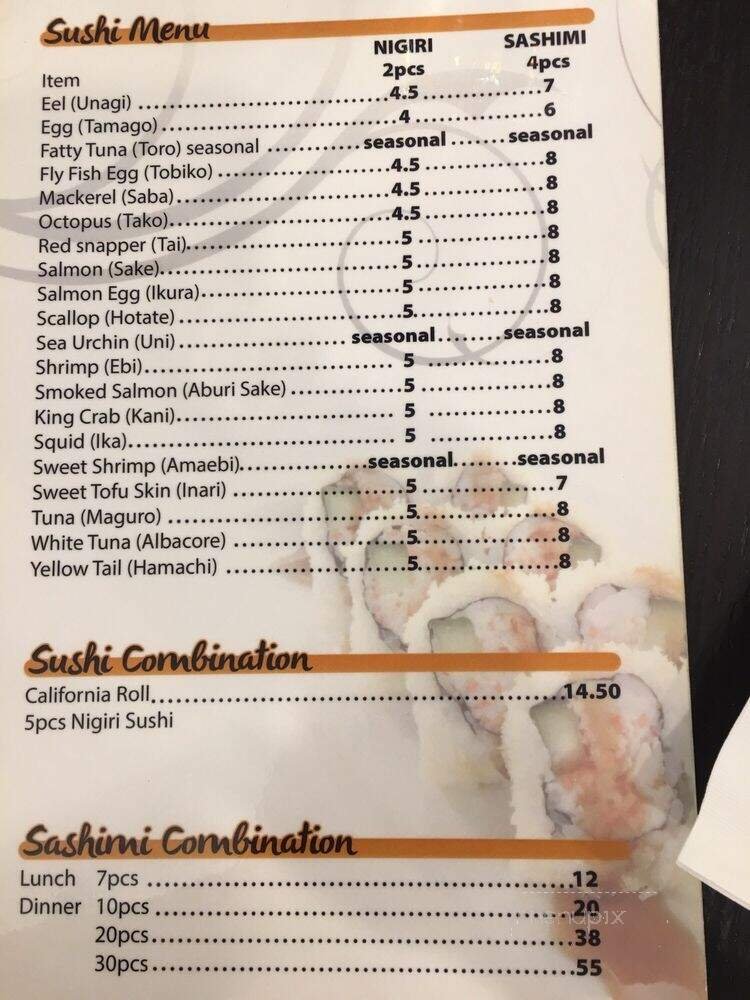 Sushi Menu
NIGIRI SASHIMI
Item 2pcs 4pcs
Eel (Unagi) 4.5 7
Egg (Tamago) 4 6
Fatty Tuna (Toro) seasonal seasonal seasonal
Fly Fish Egg (Tobiko) 4.5 8
Mackerel (Saba) 4.5 8
Octopus (Tako) 4.5 8
Red snapper (Tai) 5 8
Salmon (Sake) 5 8
Salmon Egg (Ikura) 5 8
Scallop (Hotate) 5 8
Sea Urchin (Uni) seasonal seasonal
Shrimp (Ebi) 5 8
Smoked Salmon (Aburi Sake) 5 8
King Crab (Kani) 5 8
Squid (Ika) 5 8
Sweet Shrimp (Amaebi) seasonal seasonal
Sweet Tofu Skin (Inari) 5 7
Tuna (Maguro) 5 8
White Tuna (Albacore) 5 8
Yellow Tail (Hamachi) 5 8
Sushi Combination
California Roll 14.50
5pcs Nigiri Sushi
Sashimi Combination
Lunch 7pcs 12
Dinner 10pcs 20
20pcs 38
30pcs 55